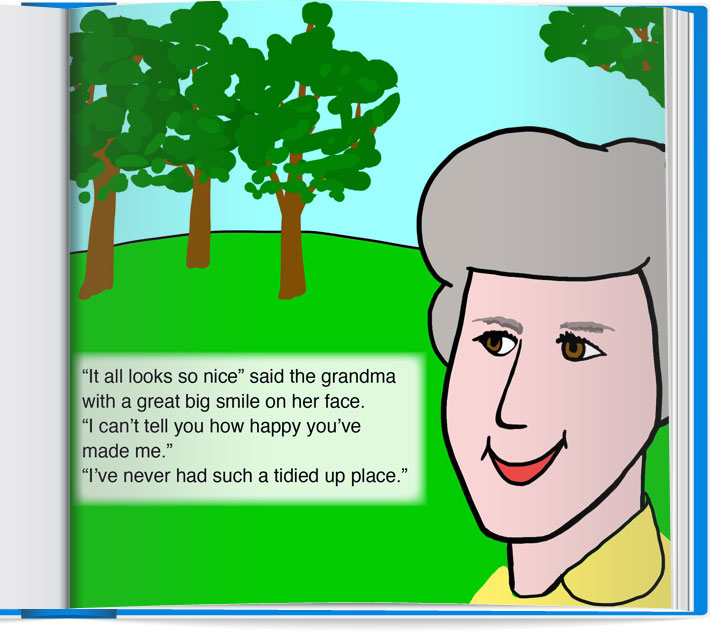 “It all looks so nice” said the grandma
with a great big smile on her face.
“I can’t tell you how happy you’ve
made me.”
“I’ve never had such a tidied up place.”